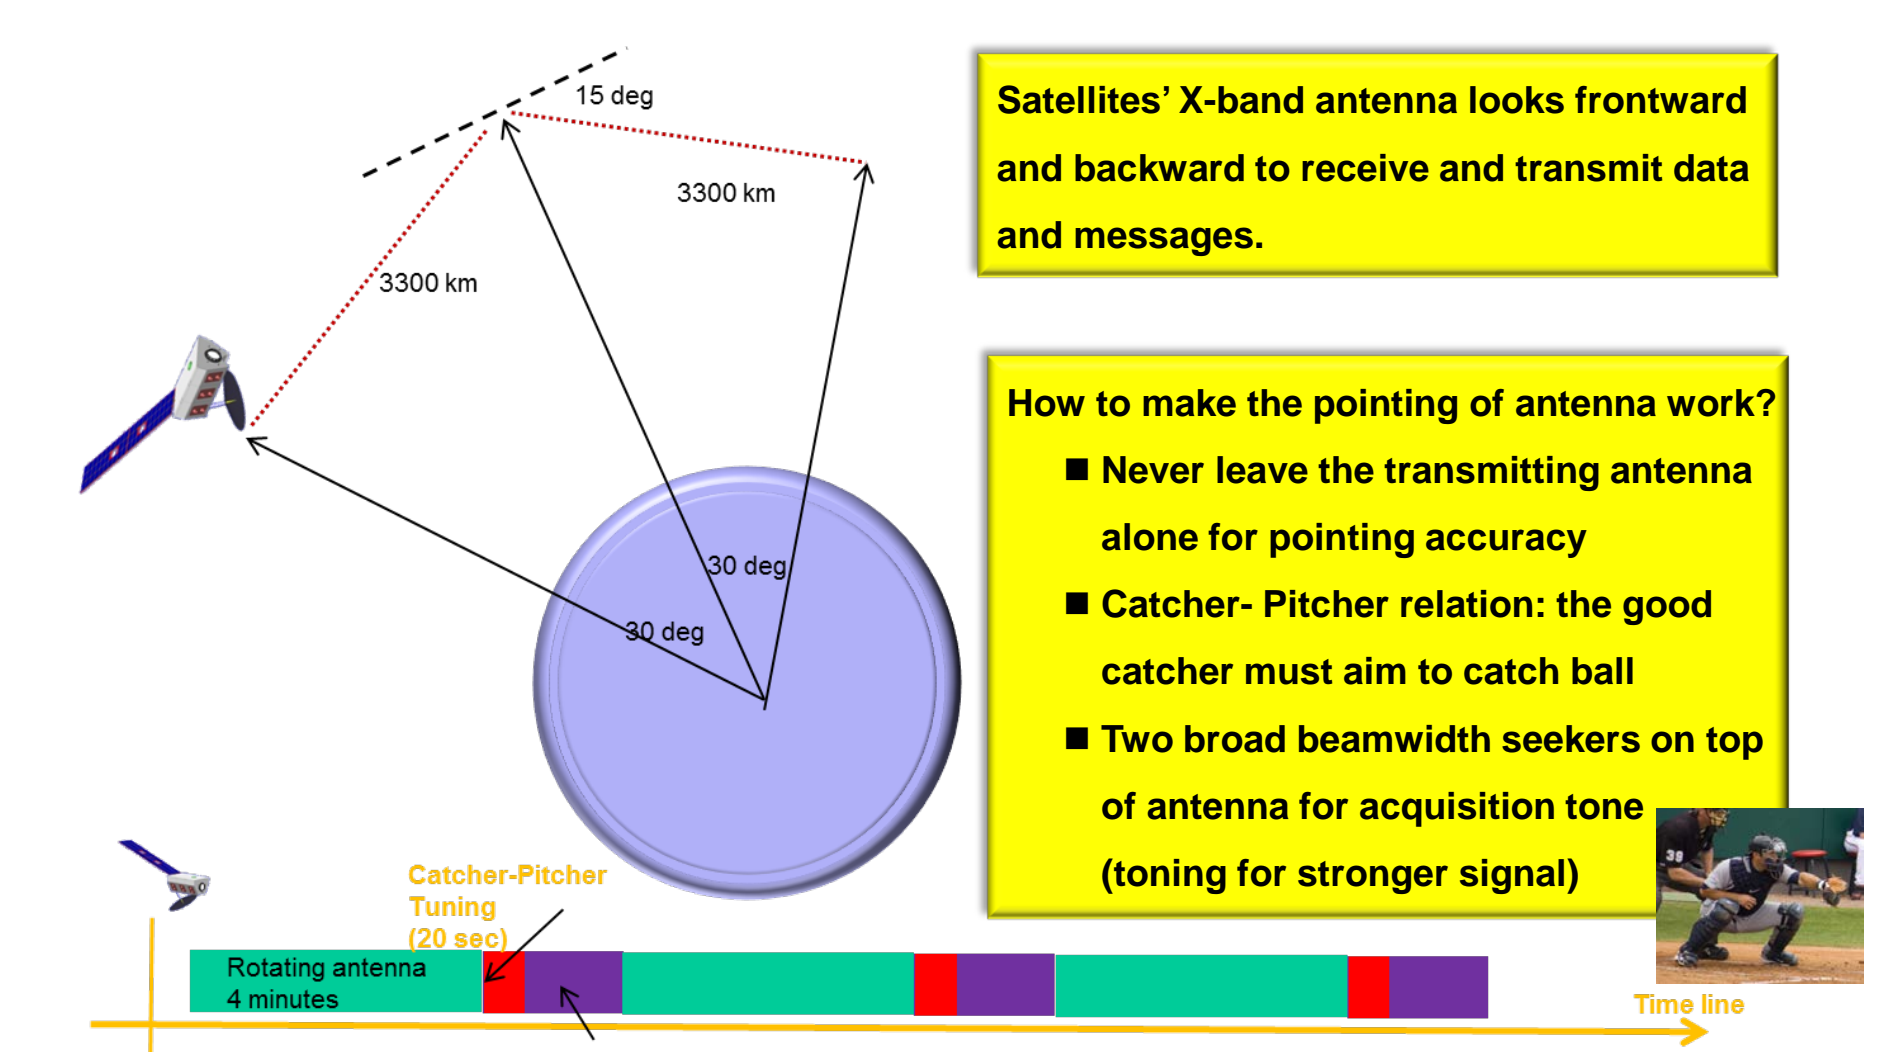 15 deg
3300 km
3300 km
30 deg
30 deg
Satellites’ X-band antenna looks frontward
and backward to receive and transmit data
and messages.
How to make the pointing of antenna work?
Never leave the transmitting antenna
alone for pointing accuracy
Catcher- Pitcher relation: the good
catcher must aim to catch ball
Two broad beamwidth seekers on top
of antenna for acquisition tone
(toning for stronger signal)
39
Catcher-Pitcher
Tuning
(20 sec)
Rotating antenna
4 minutes
Time line